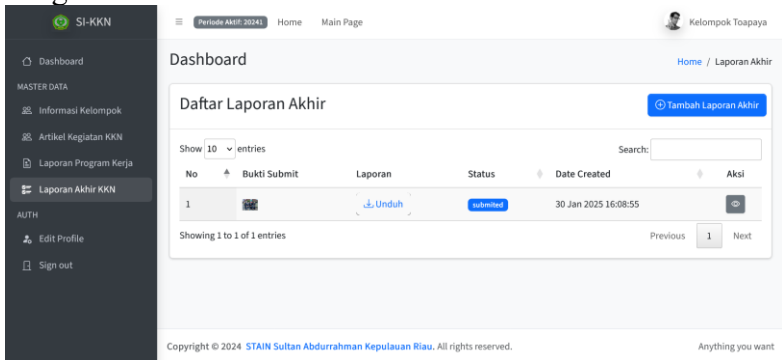 SI-KKN
Periode Aktif: 20241 Home Main Page
Kelompok Toapaya
Dashboard
MASTER DATA
Informasi Kelompok
Artikel Kegiatan KKN
Laporan Program Kerja
Laporan Akhir KKN
AUTH
Edit Profile
Sign out
Dashboard
Home / Laporan Akhir
Daftar Laporan Akhir
Tambah Laporan Akhir
Show 10 entries
Search:
No Bukti Submit Laporan Status Date Created Aksi
1 Unduh submited 30 Jan 2025 16:08:55
Showing 1 to 1 of 1 entries
Previous 1 Next
Copyright © 2024 STAIN Sultan Abdurrahman Kepulauan Riau. All rights reserved.
Anything you want